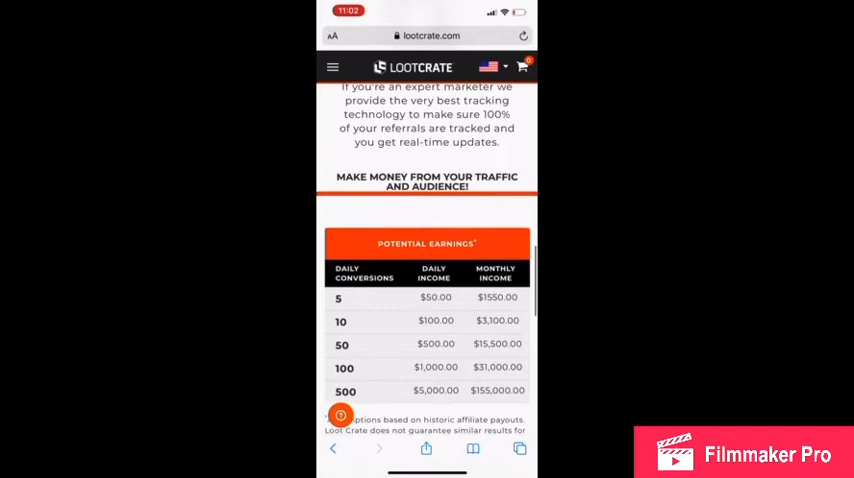 11:02
AA lootcrate.com
LOOTCRATE 0
If you're an expert marketer we
provide the very best tracking
technology to make sure 100%
of your referrals are tracked and
you get real-time updates.
MAKE MONEY FROM YOUR TRAFFIC
AND AUDIENCE!
POTENTIAL EARNINGS*
DAILY CONVERSIONS DAILY INCOME MONTHLY INCOME
5 $50.00 $1550.00
10 $100.00 $3,100.00
50 $500.00 $15,500.00
100 $1,000.00 $31,000.00
500 $5,000.00 $155,000.00
based on historic affiliate payouts.
Loot Crate does not guarantee similar results for
Filmmaker Pro